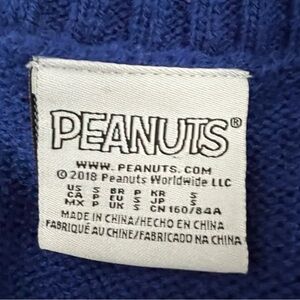 PEANUTS®
WWW. PEANUTS. COM
© 2018 Peanuts Worldwide LLC
US S BR P KR S
CA P EU S JP S
MX P UK S CN 160/84A
MADE IN CHINA/HECHO EN CHINA
FABRIQUÉ AU CHINE/FABRICADO NA CHINA